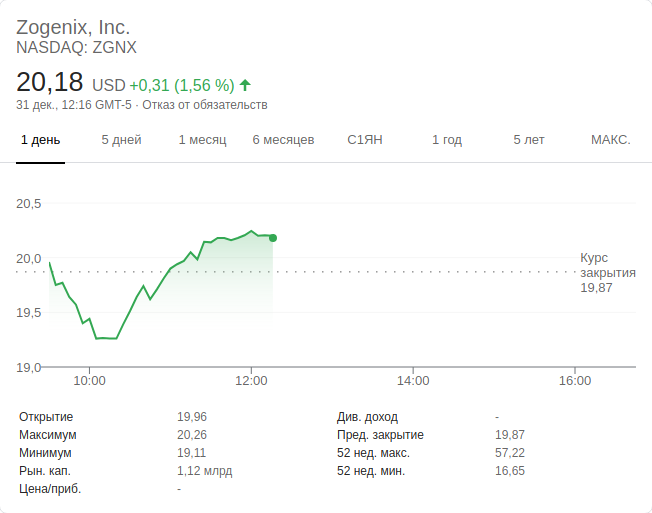 Zogenix, Inc.
NASDAQ: ZGNX
20,18 USD +0,31 (1,56 %)
31 дек., 12:16 GMT-5 · Отказ от обязательств
1 день 5 дней 1 месяц 6 месяцев С1ЯН 1 год 5 лет МАКС.
20,5
20,0
19,5
19,0
Курс
закрытия
19,87
10:00 12:00 14:00 16:00
Открытие 19,96 Див. доход -
Максимум 20,26 Пред. закрытие 19,87
Минимум 19,11 52 нед. макс. 57,22
Рын. кап. 1,12 млрд 52 нед. мин. 16,65
Цена/приб. -